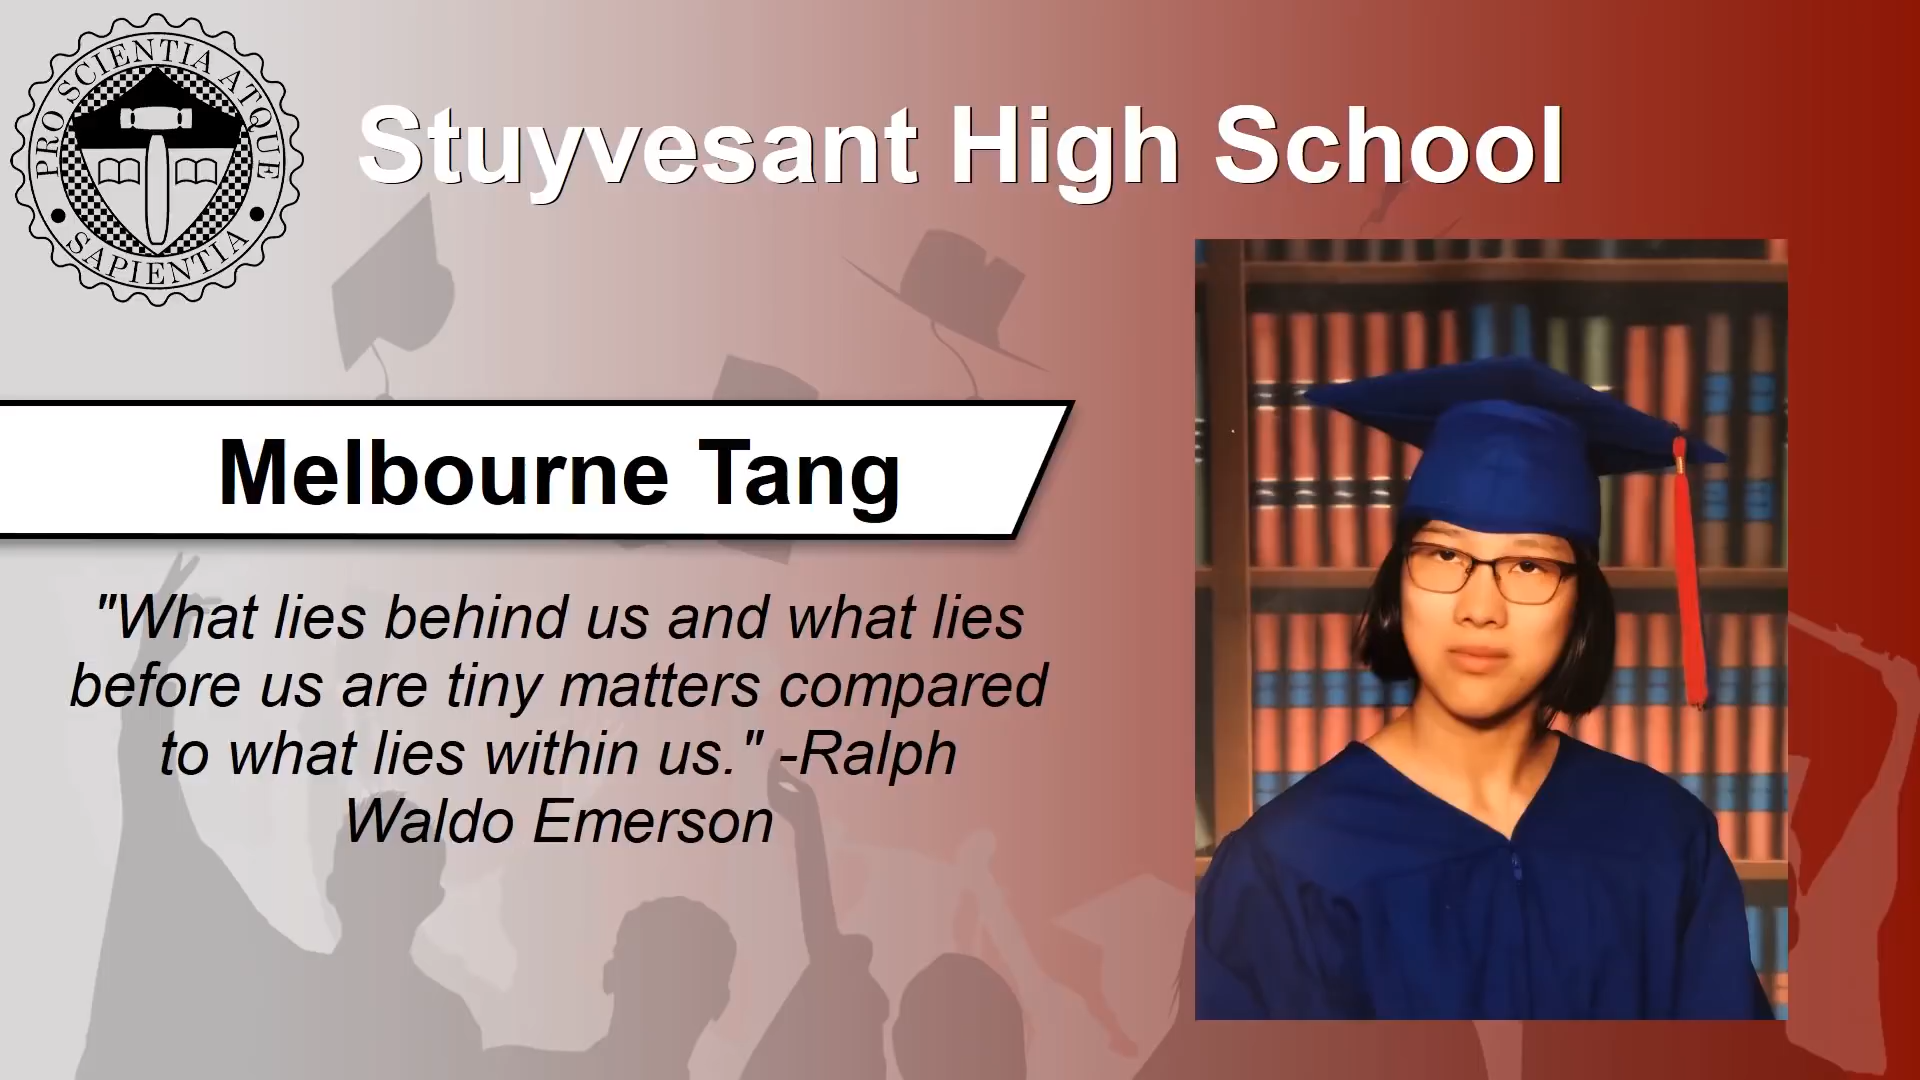 PRO SCIENTIA ATQUE
SAPIENTIA
Stuyvesant High School
Melbourne Tang
"What lies behind us and what lies
before us are tiny matters compared
to what lies within us." -Ralph
Waldo Emerson